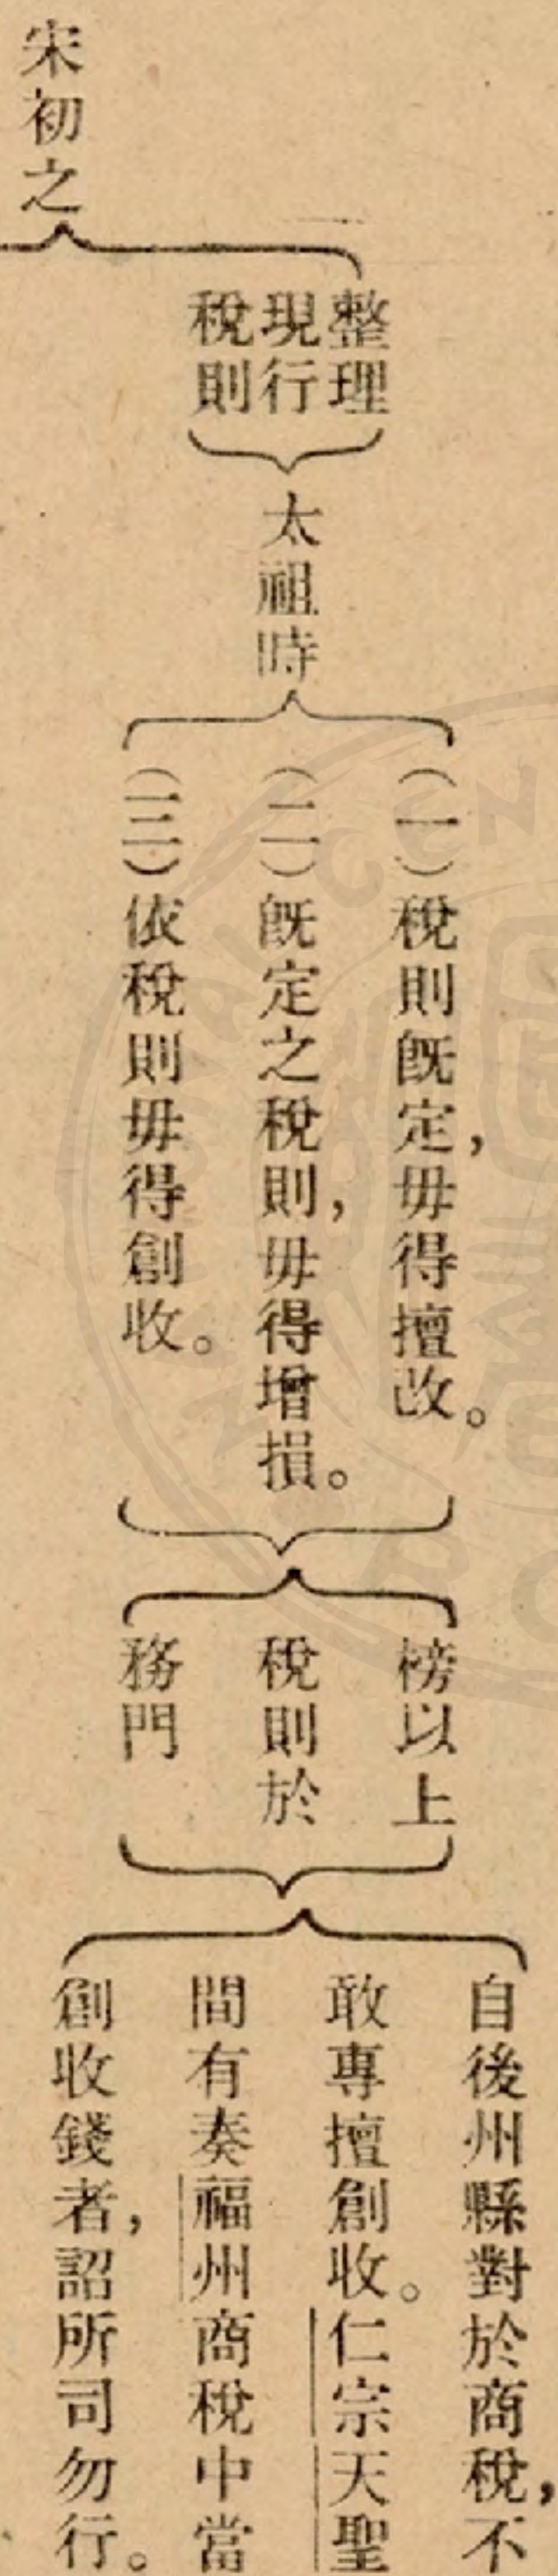 宋初之
整理
現行
稅則
太祖時
（一）稅則旣定，毋得擅改。
（二）旣定之稅則，毋得增損。
（三）依稅則毋得創收。
榜以上
稅則於
務門
自後州縣對於商稅，不
敢專擅創收。仁宗天聖
間有奏福州商稅中當
創收錢者，詔所司勿行。